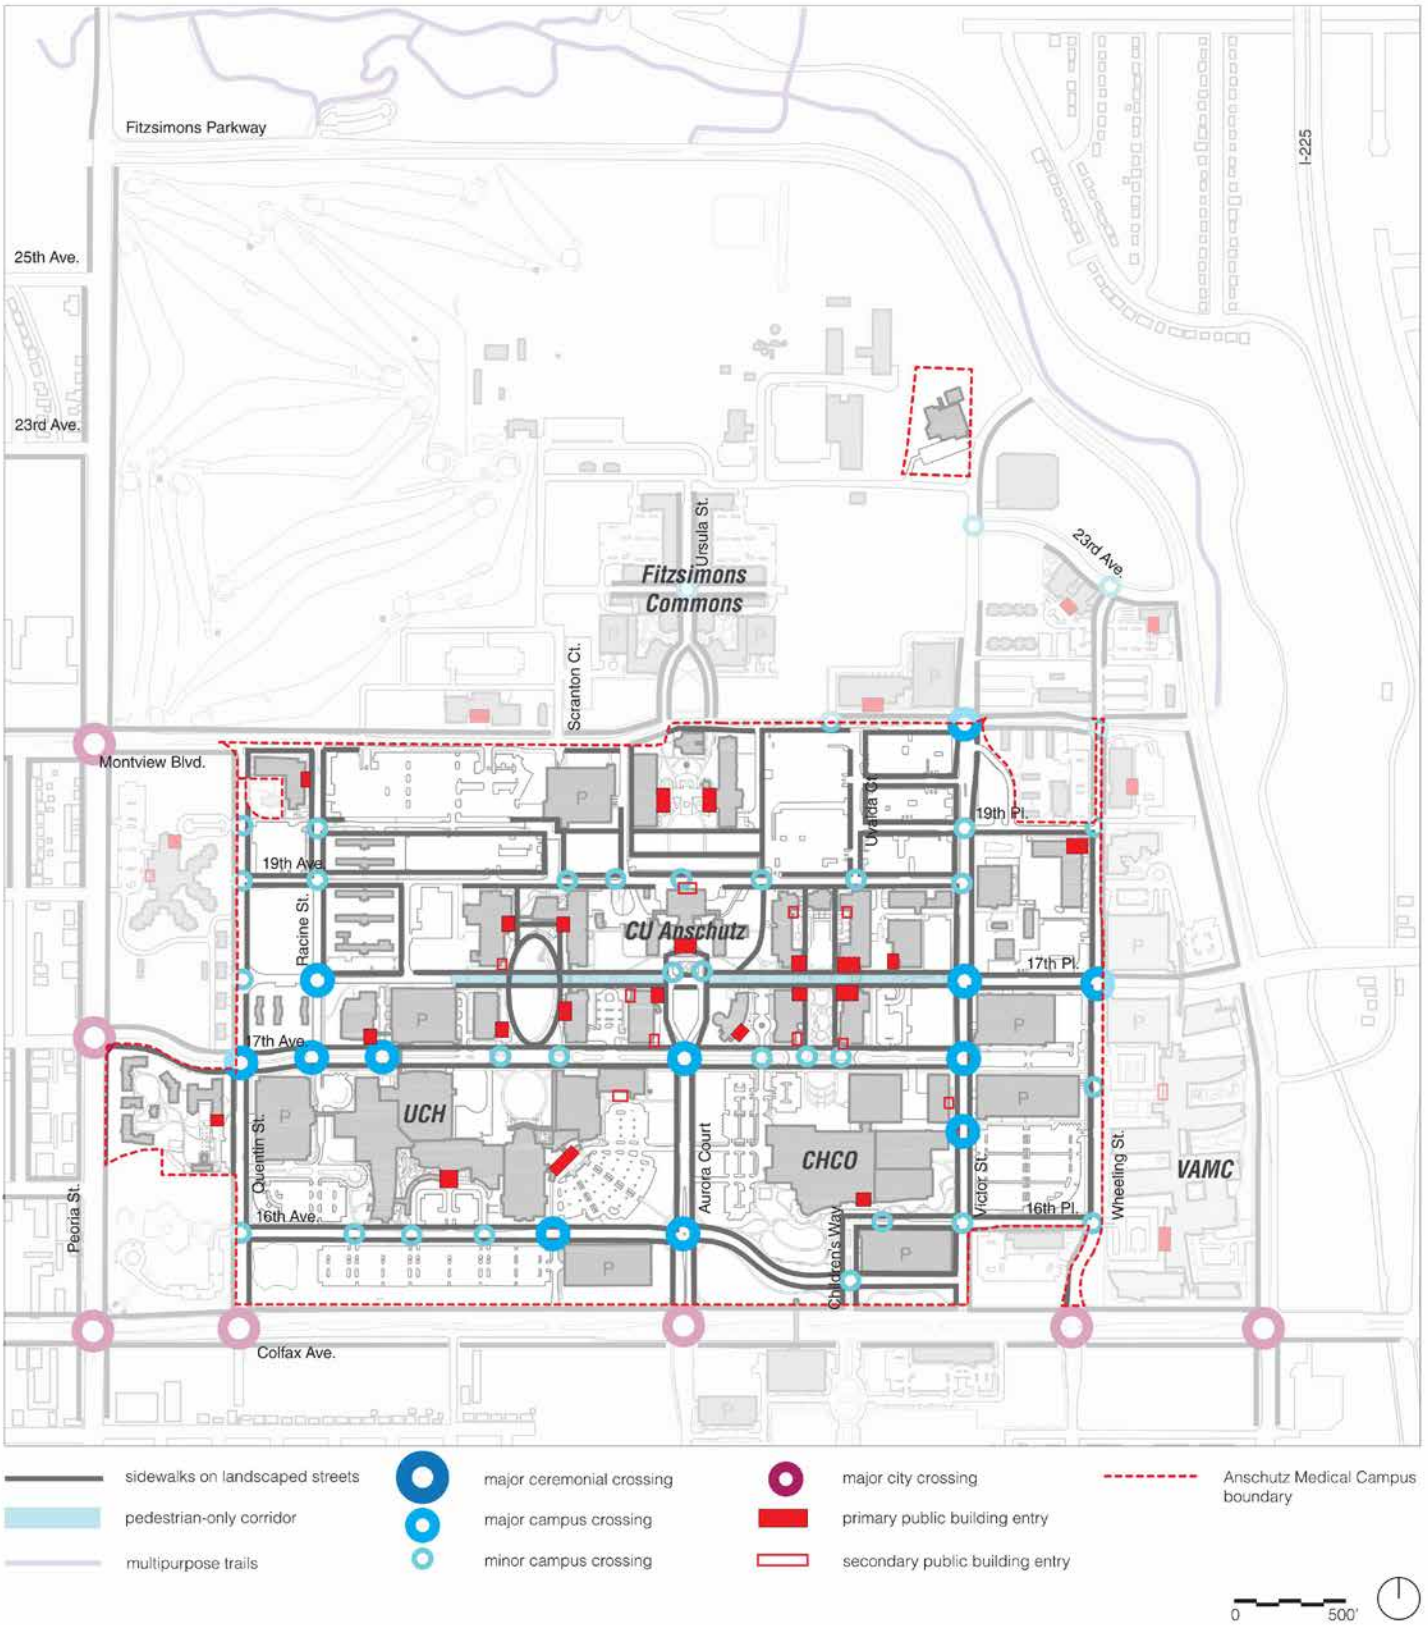 Fitzsimons Parkway
I-225
25th Ave.
23rd Ave.
Ursula St.
23rd Ave.
Fitzsimons
Commons
Scranton Ct.
Montview Blvd.
Uvalda Ct.
19th Pl.
19th Ave.
P
P
P
P
Racine St.
CU Anschutz
P
17th Pl.
P
P
17th Ave.
P
UCH
P
P
Quentin St.
Aurora Court
CHCO
Victor St.
Wheeling St.
VAMC
Peoria St.
16th Ave.
16th Pl.
Children's Way
P
P
Colfax Ave.
P
sidewalks on landscaped streets
major ceremonial crossing
major city crossing
Anschutz Medical Campus
boundary
pedestrian-only corridor
major campus crossing
primary public building entry
multipurpose trails
minor campus crossing
secondary public building entry
0 500'